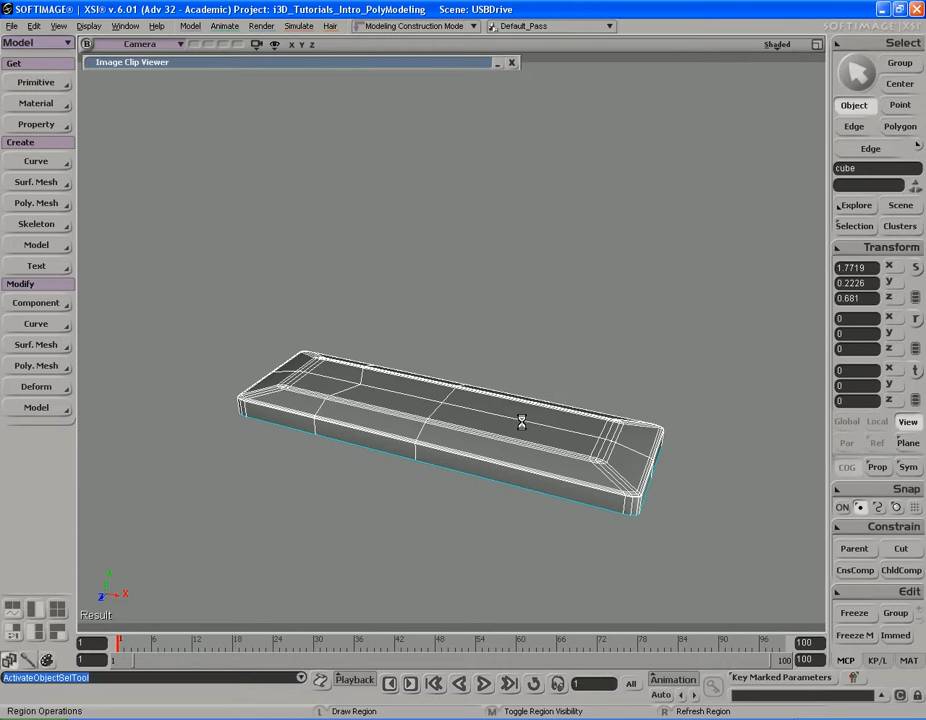 SOFTIMAGE® | XSI® v.6.01 (Adv 32 - Academic) Project: i3D_Tutorials_Intro_PolyModeling    Scene: USBDrive
File Edit View Display Window Help Model Animate Render Simulate Hair Modeling Construction Mode Default_Pass SOFTIMAGE|XSI
Model B Camera X Y Z Shaded Select
Image Clip Viewer
Get
Primitive
Material
Property
Create
Curve
Surf. Mesh
Poly. Mesh
Skeleton
Model
Text
Modify
Component
Curve
Surf. Mesh
Poly. Mesh
Deform
Model
Group
Center
Object Point
Edge Polygon
Edge
cube
Explore Scene
Selection Clusters
Transform
1.7719 x s
0.2226 y
0.681 z
0 x r
0 y
0 z
0 x t
0 y
0 z
Global Local View
Par Ref Plane
COG Prop Sym
Snap
ON
Constrain
Parent Cut
CnsComp ChldComp
Edit
Freeze Group
Freeze M Immed
MCP KP/L MAT
Y
Z X
Result
1 1 6 12 18 24 30 36 42 48 54 60 66 72 78 84 90 96 100
1 1 100 100
ActivateObjectSelTool Playback 1 All Animation Key Marked Parameters
Auto
Region Operations L Draw Region M Toggle Region Visibility R Refresh Region